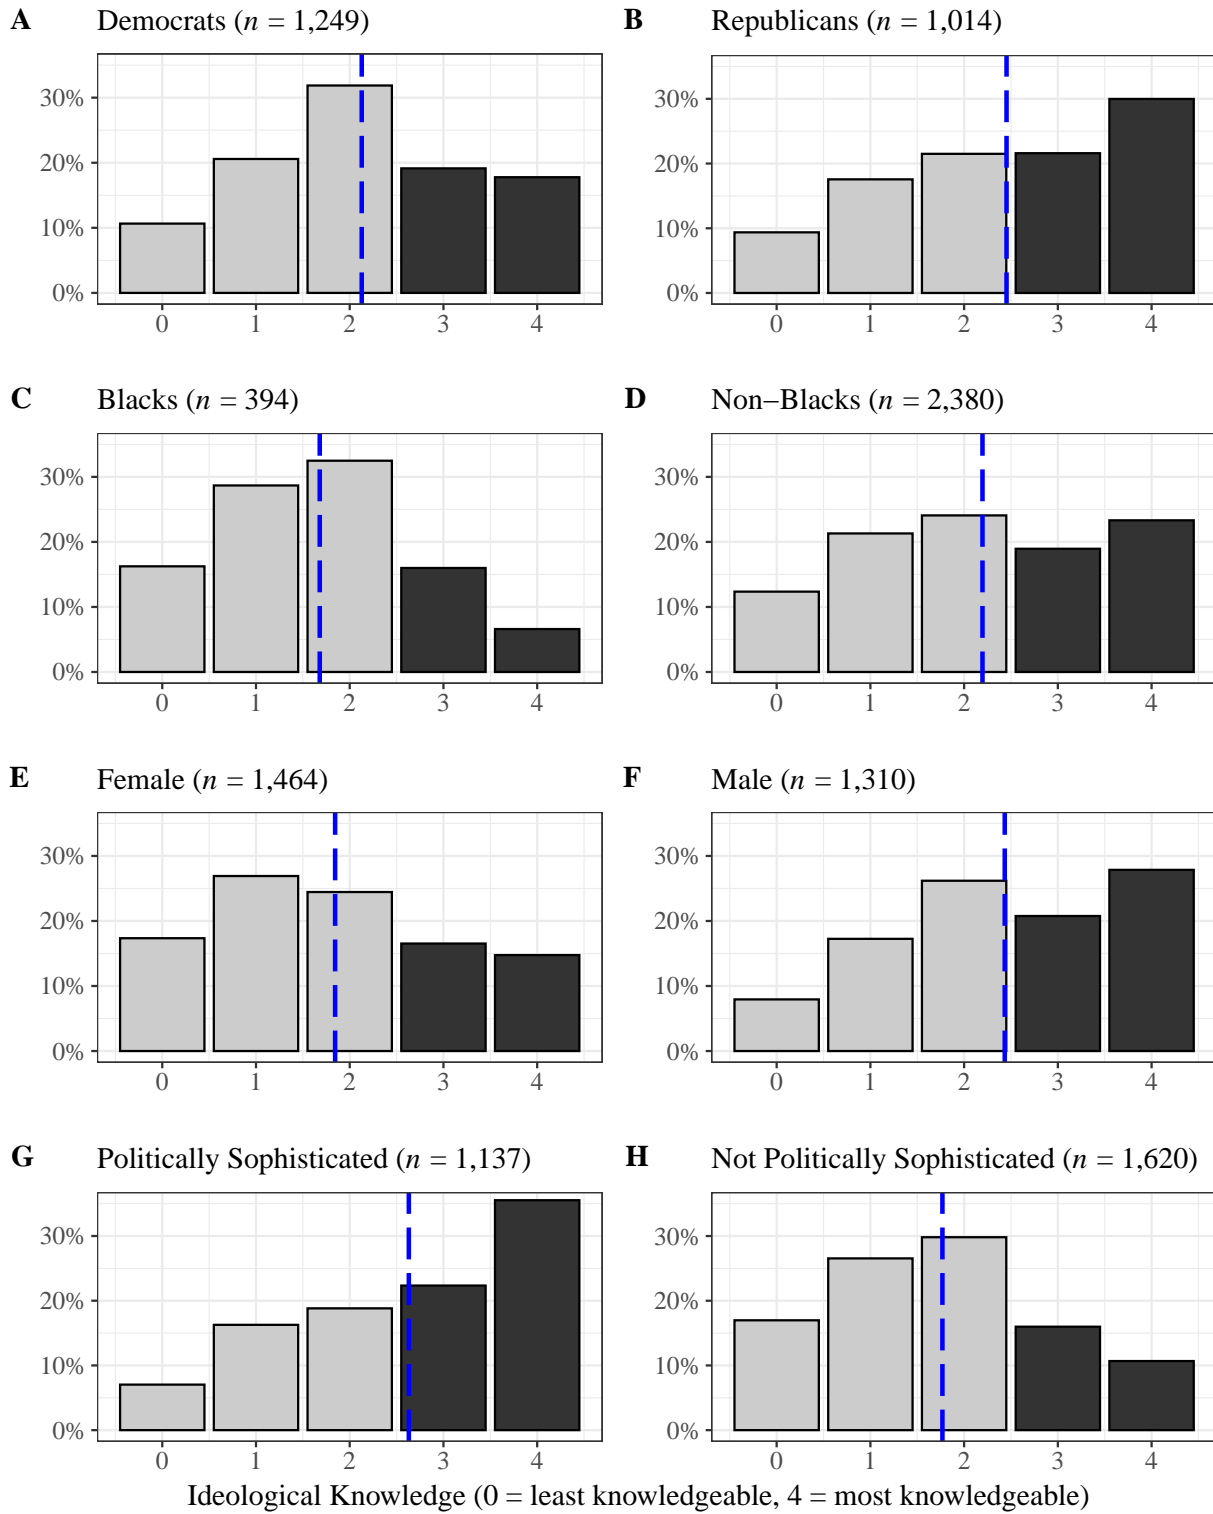 A Democrats (n = 1,249)
30%
20%
10%
0%
0 1 2 3 4
B Republicans (n = 1,014)
30%
20%
10%
0%
0 1 2 3 4
C Blacks (n = 394)
30%
20%
10%
0%
0 1 2 3 4
D Non−Blacks (n = 2,380)
30%
20%
10%
0%
0 1 2 3 4
E Female (n = 1,464)
30%
20%
10%
0%
0 1 2 3 4
F Male (n = 1,310)
30%
20%
10%
0%
0 1 2 3 4
G Politically Sophisticated (n = 1,137)
30%
20%
10%
0%
0 1 2 3 4
H Not Politically Sophisticated (n = 1,620)
30%
20%
10%
0%
0 1 2 3 4
Ideological Knowledge (0 = least knowledgeable, 4 = most knowledgeable)